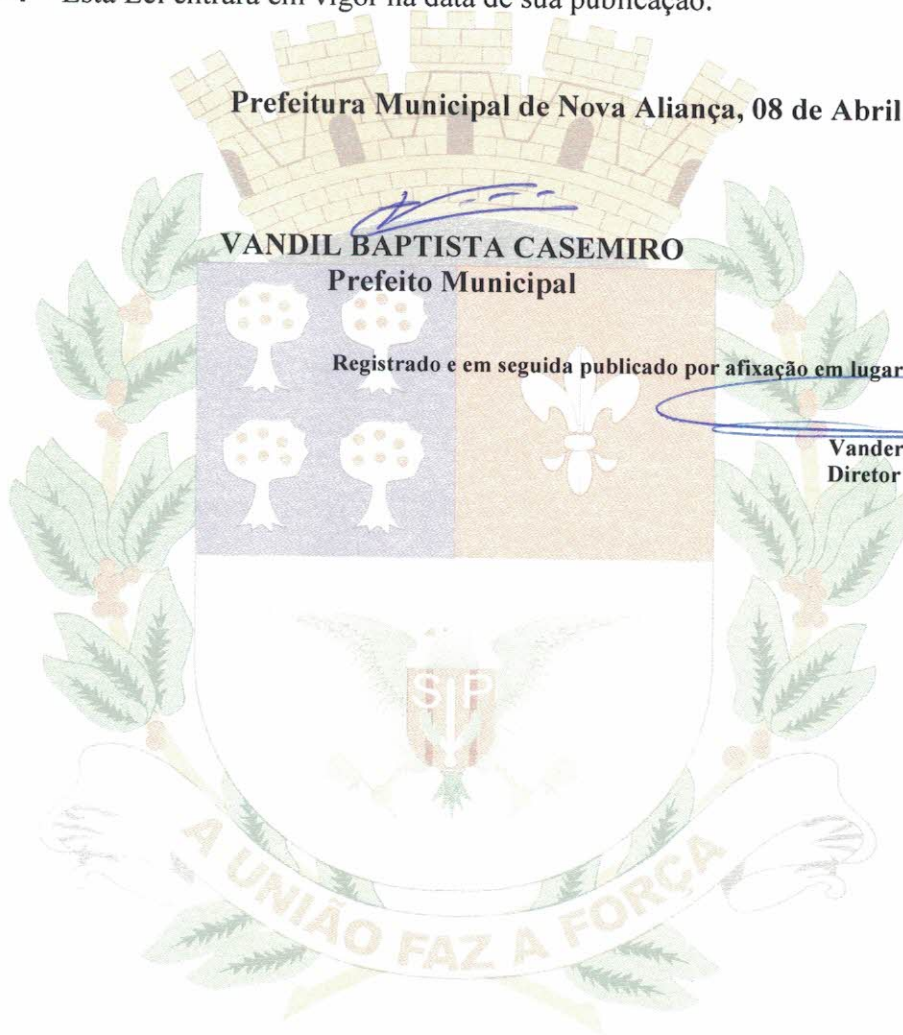 Esta Lei entrará em vigor na data de sua publicação.
Prefeitura Municipal de Nova Aliança, 08 de Abril
VANDIL BAPTISTA CASEMIRO
Prefeito Municipal
Registrado e em seguida publicado por afixação em lugar
Vander
Diretor
SP
A UNIÃO FAZ A FORÇA